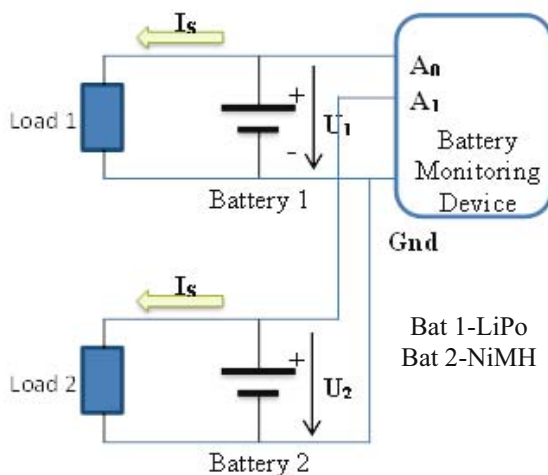 Is
A0
A1
Load 1
+
U1
-
Battery
Monitoring
Device
Battery 1
Gnd
Is
Bat 1-LiPo
Bat 2-NiMH
+
Load 2
U2
Battery 2